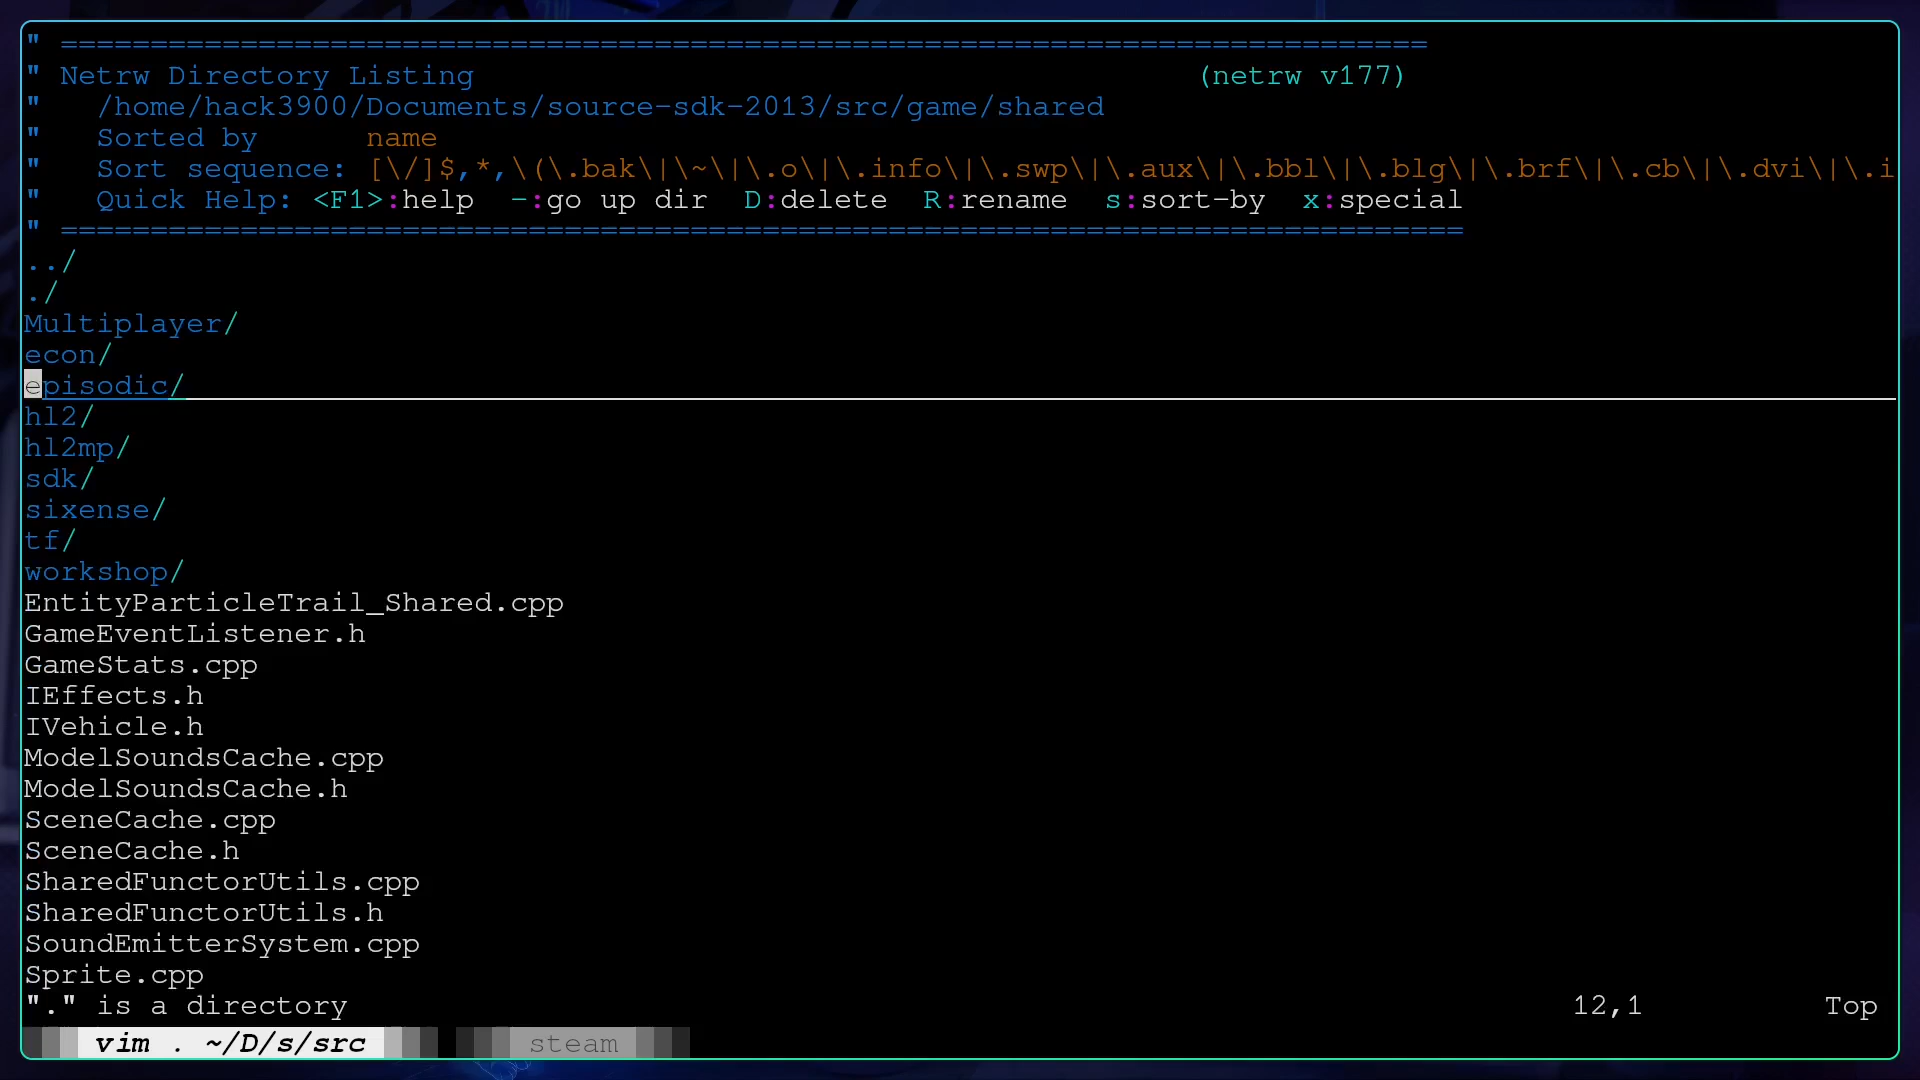 " ============================================================================
" Netrw Directory Listing                                        (netrw v177)
"   /home/hack3900/Documents/source-sdk-2013/src/game/shared
"   Sorted by      name
"   Sort sequence: [\/]$,*,\(\.bak\|\~\|\.o\|\.info\|\.swp\|\.aux\|\.bbl\|\.blg\|\.brf\|\.cb\|\.dvi\|\.i
"   Quick Help: <F1>:help  -:go up dir  D:delete  R:rename  s:sort-by  x:special
" ==============================================================================
../
./
Multiplayer/
econ/
episodic/
hl2/
hl2mp/
sdk/
sixense/
tf/
workshop/
EntityParticleTrail_Shared.cpp
GameEventListener.h
GameStats.cpp
IEffects.h
IVehicle.h
ModelSoundsCache.cpp
ModelSoundsCache.h
SceneCache.cpp
SceneCache.h
SharedFunctorUtils.cpp
SharedFunctorUtils.h
SoundEmitterSystem.cpp
Sprite.cpp
"." is a directory                                                                    12,1          Top
vim . ~/D/s/src  steam